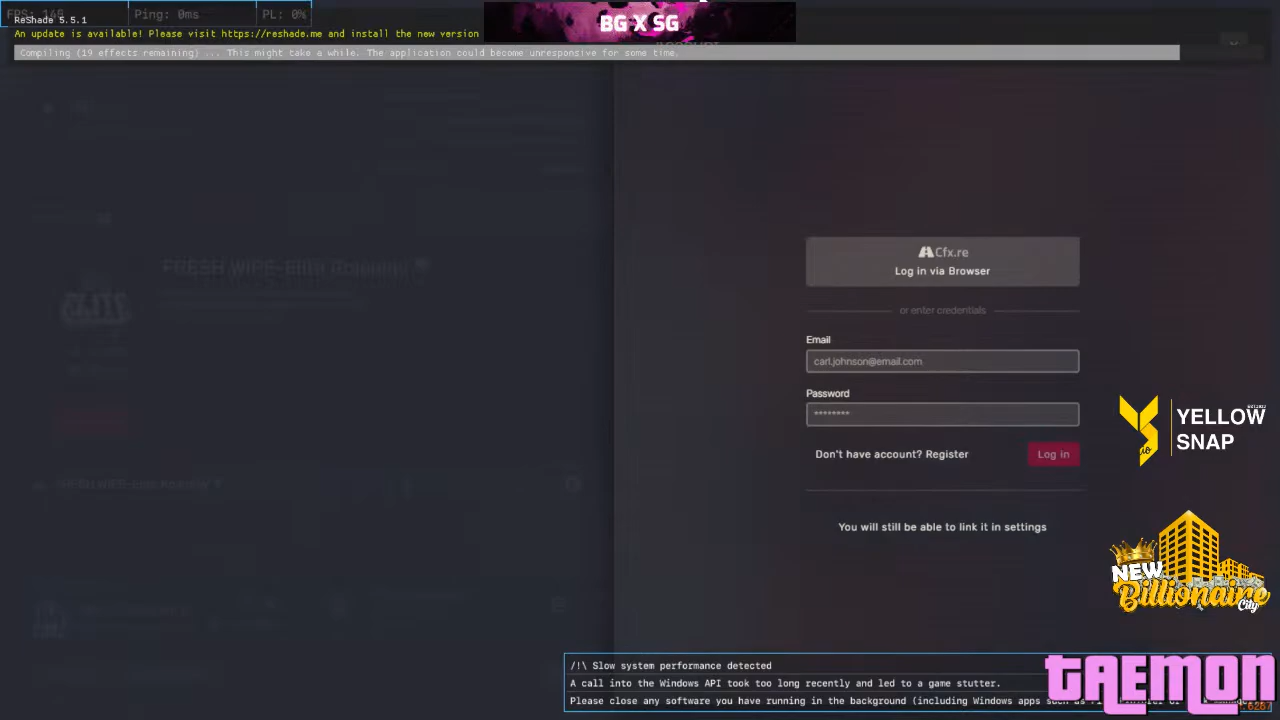 FPS: 165 Ping: 0ms PL: 0%
ReShade 5.5.1
BG X SG
An update is available! Please visit https://reshade.me and install the new version
Compiling (19 effects remaining) ... This might take a while. The application could become unresponsive for some time.
FRESH WIPE-Elite
Cfx.re
Log in via Browser
or enter credentials
Email
carl.johnson@email.com
Password
********
Don't have account? Register
Log in
YELLOW
SNAP
You will still be able to link it in settings
NEW
Billionaire
City
/!\ Slow system performance detected
A call into the Windows API took too long recently and led to a game stutter.
Please close any software you have running in the background (including Windows apps such as
TAEMON